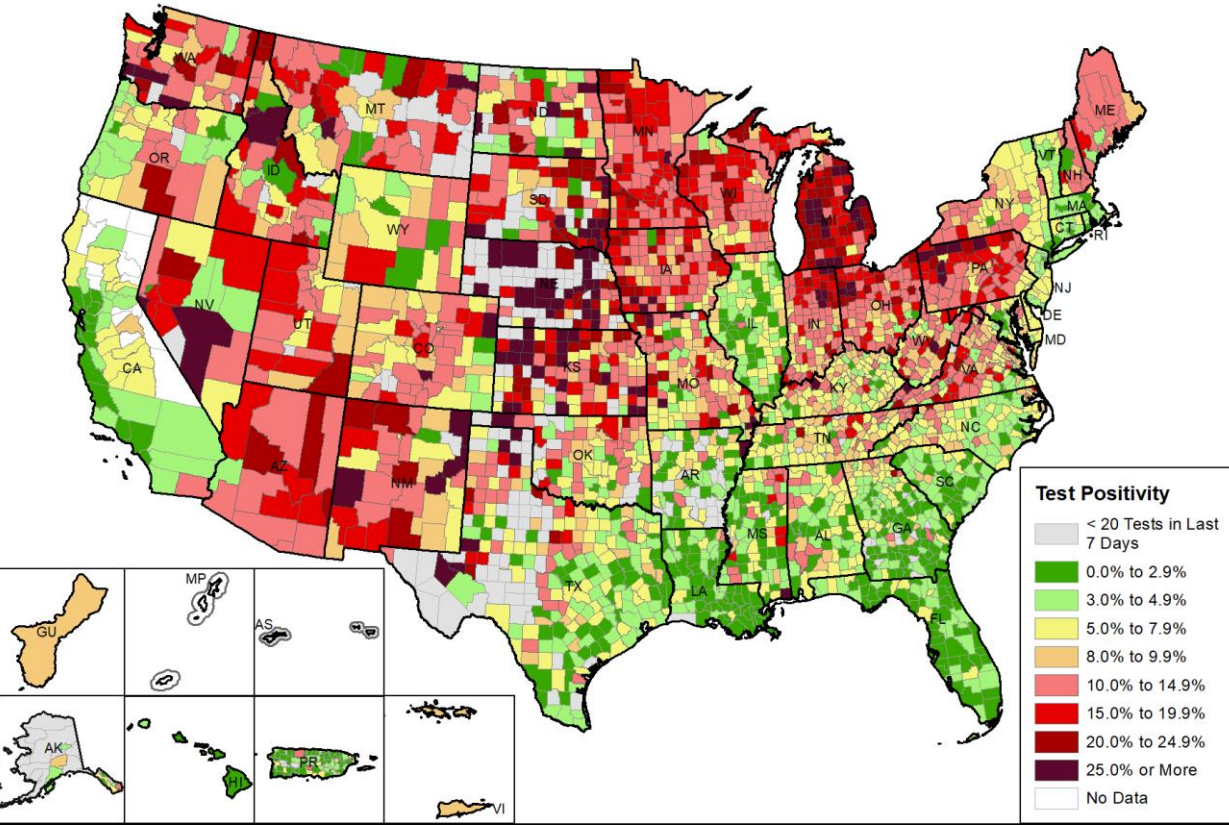 WA
MT
ND
MN
ME
OR
ID
SD
WI
MI
VT
NH
NY
MA
CT
RI
WY
IA
PA
NJ
NV
NE
UT
CO
IL
IN
OH
DE
MD
CA
KS
MO
WV
VA
KY
AZ
NM
OK
TN
NC
AR
SC
MS
AL
GA
TX
LA
FL
GU
MP
AS
AK
HI
PR
VI
Test Positivity
< 20 Tests in Last
7 Days
0.0% to 2.9%
3.0% to 4.9%
5.0% to 7.9%
8.0% to 9.9%
10.0% to 14.9%
15.0% to 19.9%
20.0% to 24.9%
25.0% or More
No Data